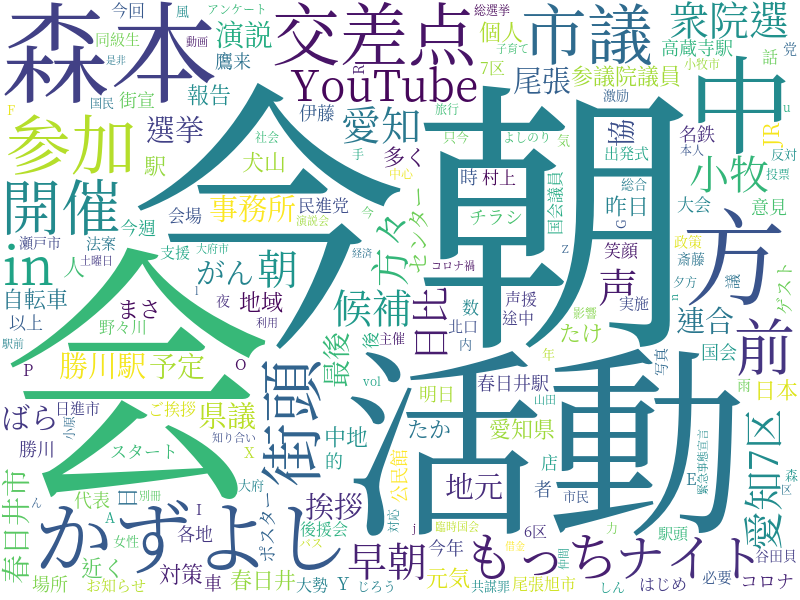 森本
今朝
活動
会
交差点
市議
衆院選
YouTube
演説
鷹来
報告
尾張
個人
7区
参議院議員
高蔵寺駅
小牧市
子育て
総選挙
アンケート
動画
風
今回
同級生
是非
国民
街宣
伊藤
旅行
激励
党
話
中
小牧
参加
選挙
愛知
開催
in
駅
犬山
多く
事務所
民進党
演説会
会場
今週
人
瀬戸市
法案
支援
大府市
土曜日
自転車
以上
まさ
野々川
がん
朝
地域
方々
センター
候補
日比
時
村上
只今
よしのり
チラシ
国会議員
出発式
協
昨日
総合
本人
反対
投票
名鉄
JR
大会
意見
方
声
笑顔
政策
斎藤
ゲスト
連合
実施
たけ
夕方
議
前
日本
国会
写真
影響
年
雨
愛知7区
声援
途中
北口
内
数
後
主催
最後
コロナ禍
経済
利用
夜
街頭
勝川駅
予定
県議
ばら
日進市
ご挨拶
小原
知り合い
勝川
スタート
駅前
春日井市
代表
別冊
女性
日
各地
ポスター
後援会
大府
中地
的
明日
vol
春日井駅
山田
たか
愛知県
店
者
公民館
挨拶
地元
市民
緊急事態宣言
森
区
谷田貝
駅頭
力
6区
かずよし
もっちナイト
早朝
近く
対策
車
春日井
場所
お知らせ
大勢
じろう
バス
対応
臨時国会
今年
元気
尾張旭市
共謀罪
仲間
借金
しん
はじめ
必要
コロナ
社会
手
中心
今
気
ん
F
R
u
G
z
n
l
O
P
X
I
A
Y
j
E